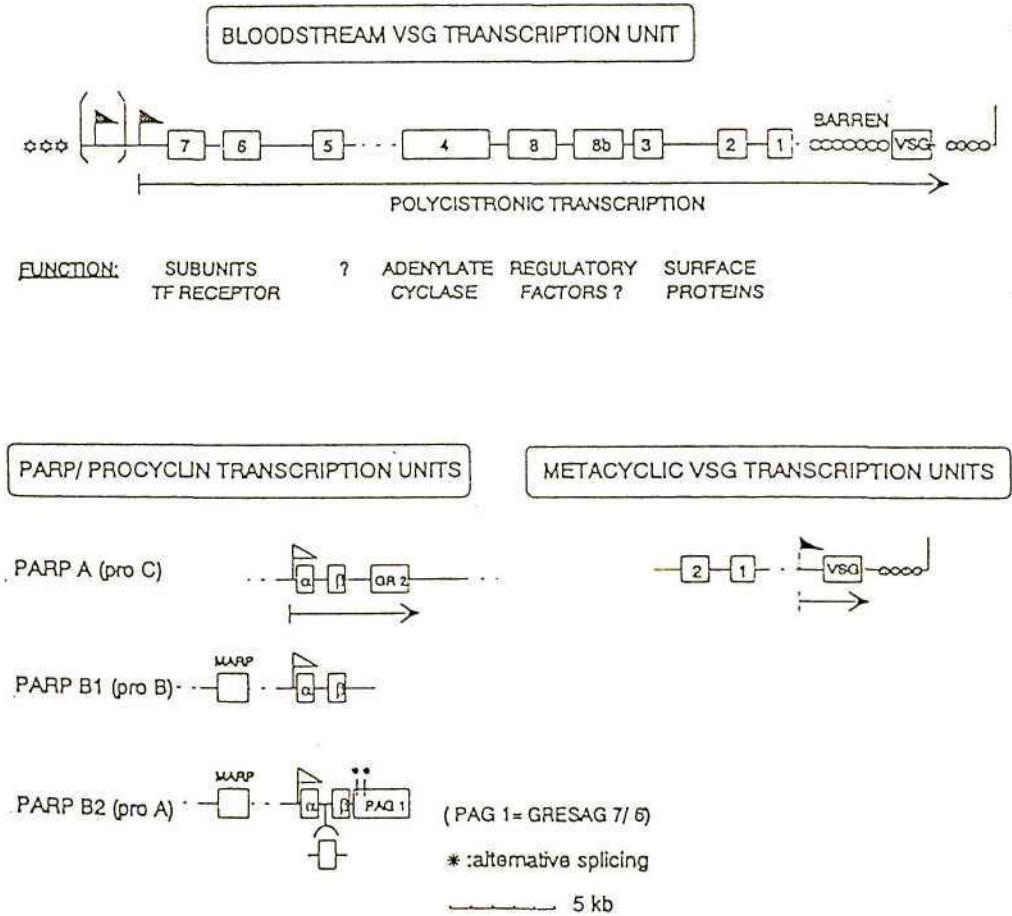 BLOODSTREAM VSG TRANSCRIPTION UNIT
BARREN
7 6 5 4 8 8b 3 2 1 VSG
POLYCISTRONIC TRANSCRIPTION
FUNCTION: SUBUNITS ? ADENYLATE REGULATORY SURFACE
TF RECEPTOR CYCLASE FACTORS ? PROTEINS
PARP/ PROCYCLIN TRANSCRIPTION UNITS
METACYCLIC VSG TRANSCRIPTION UNITS
PARP A (pro C) α β GR 2
2 1 VSG
MARP
PARP B1 (pro B) α β
MARP
* *
PARP B2 (pro A) α β PAG 1
( PAG 1= GRESAG 7/ 6)
* :alternative splicing
5 kb